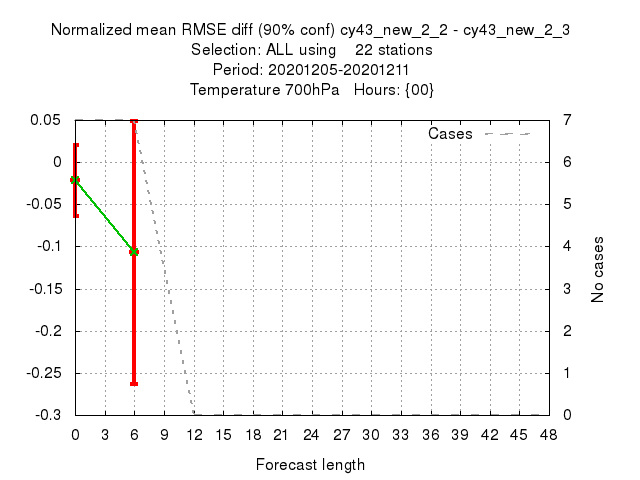 Normalized mean RMSE diff (90% conf) cy43_new_2_2 - cy43_new_2_3
Selection: ALL using    22 stations
Period: 20201205-20201211
Temperature 700hPa   Hours: {00}
Cases
0.05
0
-0.05
-0.1
-0.15
-0.2
-0.25
-0.3
7
6
5
4
3
2
1
0
No cases
0 3 6 9 12 15 18 21 24 27 30 33 36 39 42 45 48
Forecast length